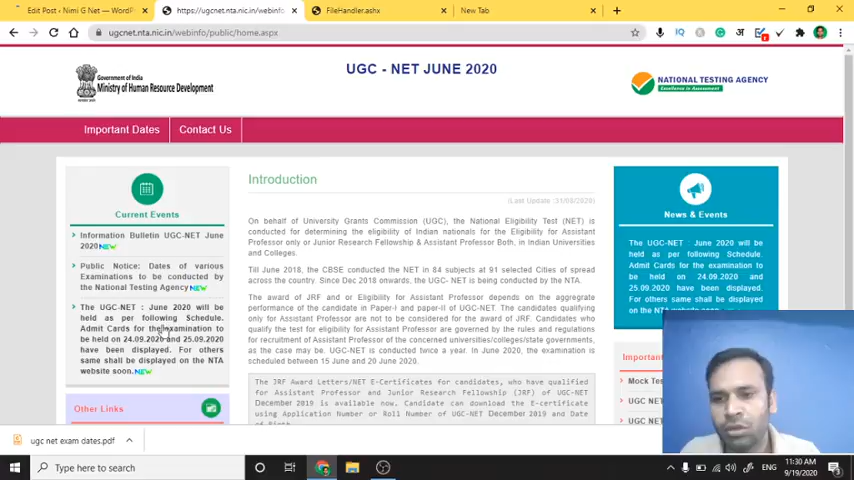 Edit Post ‹ Nimi G Net — WordP
https://ugcnet.nta.nic.in/webinfo
FileHandler.ashx
New Tab
ugcnet.nta.nic.in/webinfo/public/home.aspx
Government of India
Ministry of Human Resource Development
UGC - NET JUNE 2020
NATIONAL TESTING AGENCY
Excellence in Assessment
Important Dates
Contact Us
Current Events
Information Bulletin UGC-NET June
2020 NEW
Public Notice: Dates of various
Examinations to be conducted by
the National Testing Agency NEW
The UGC-NET : June 2020 will be
held as per following Schedule.
Admit Cards for the examination to
be held on 24.09.2020 and 25.09.2020
have been displayed. For others
same shall be displayed on the NTA
website soon. NEW
Other Links
Introduction
(Last Update :31/08/2020)
On behalf of University Grants Commission (UGC), the National Eligibility Test (NET) is
conducted for determining the eligibility of Indian nationals for the Eligibility for Assistant
Professor only or Junior Research Fellowship & Assistant Professor Both, in Indian Universities
and Colleges.
Till June 2018, the CBSE conducted the NET in 84 subjects at 91 selected Cities of spread
across the country. Since Dec 2018 onwards, the UGC- NET is being conducted by the NTA.
The award of JRF and or Eligibility for Assistant Professor depends on the aggregate
performance of the candidate in Paper-I and paper-II of UGC-NET. The candidates qualifying
only for Assistant Professor are not to be considered for the award of JRF. Candidates who
qualify the test for eligibility for Assistant Professor are governed by the rules and regulations
for recruitment of Assistant Professor of the concerned universities/colleges/state governments,
as the case may be. UGC-NET is conducted twice a year. In June 2020, the examination is
scheduled between 15 June and 20 June 2020.
The JRF Award Letters/NET E-Certificates for candidates, who have qualified
for Assistant Professor and Junior Research Fellowship (JRF) of UGC-NET
December 2019 is available now. Candidate can download the E-certificate
using Application Number or Roll Number of UGC-NET December 2019 and Date
of Birth
News & Events
The UGC-NET : June 2020 will be
held as per following Schedule.
Admit Cards for the examination to
be held on 24.09.2020 and
25.09.2020 have been displayed.
For others same shall be displayed
on the NTA website soon
Important
Mock Tes
UGC NET
UGC NET
ugc net exam dates.pdf
Type here to search
ENG
11:30 AM
9/19/2020